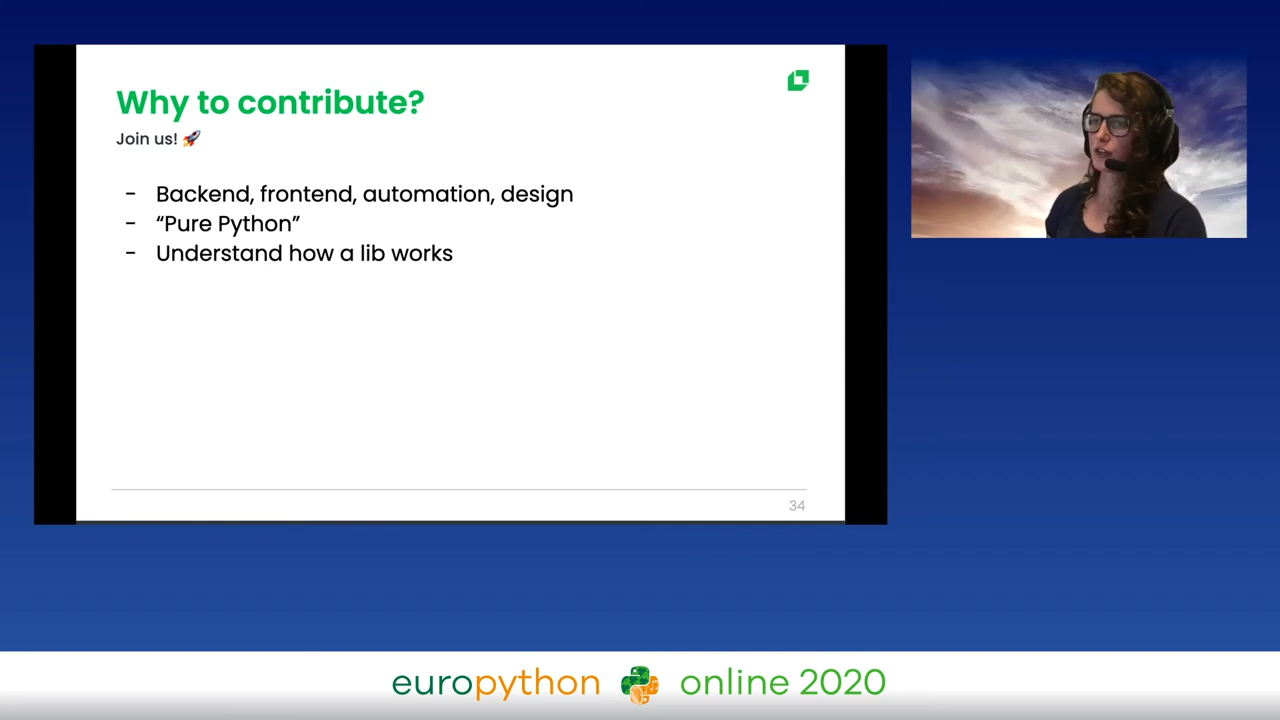 Why to contribute?
Join us! 🚀
- Backend, frontend, automation, design
- “Pure Python”
- Understand how a lib works
34
europython online 2020